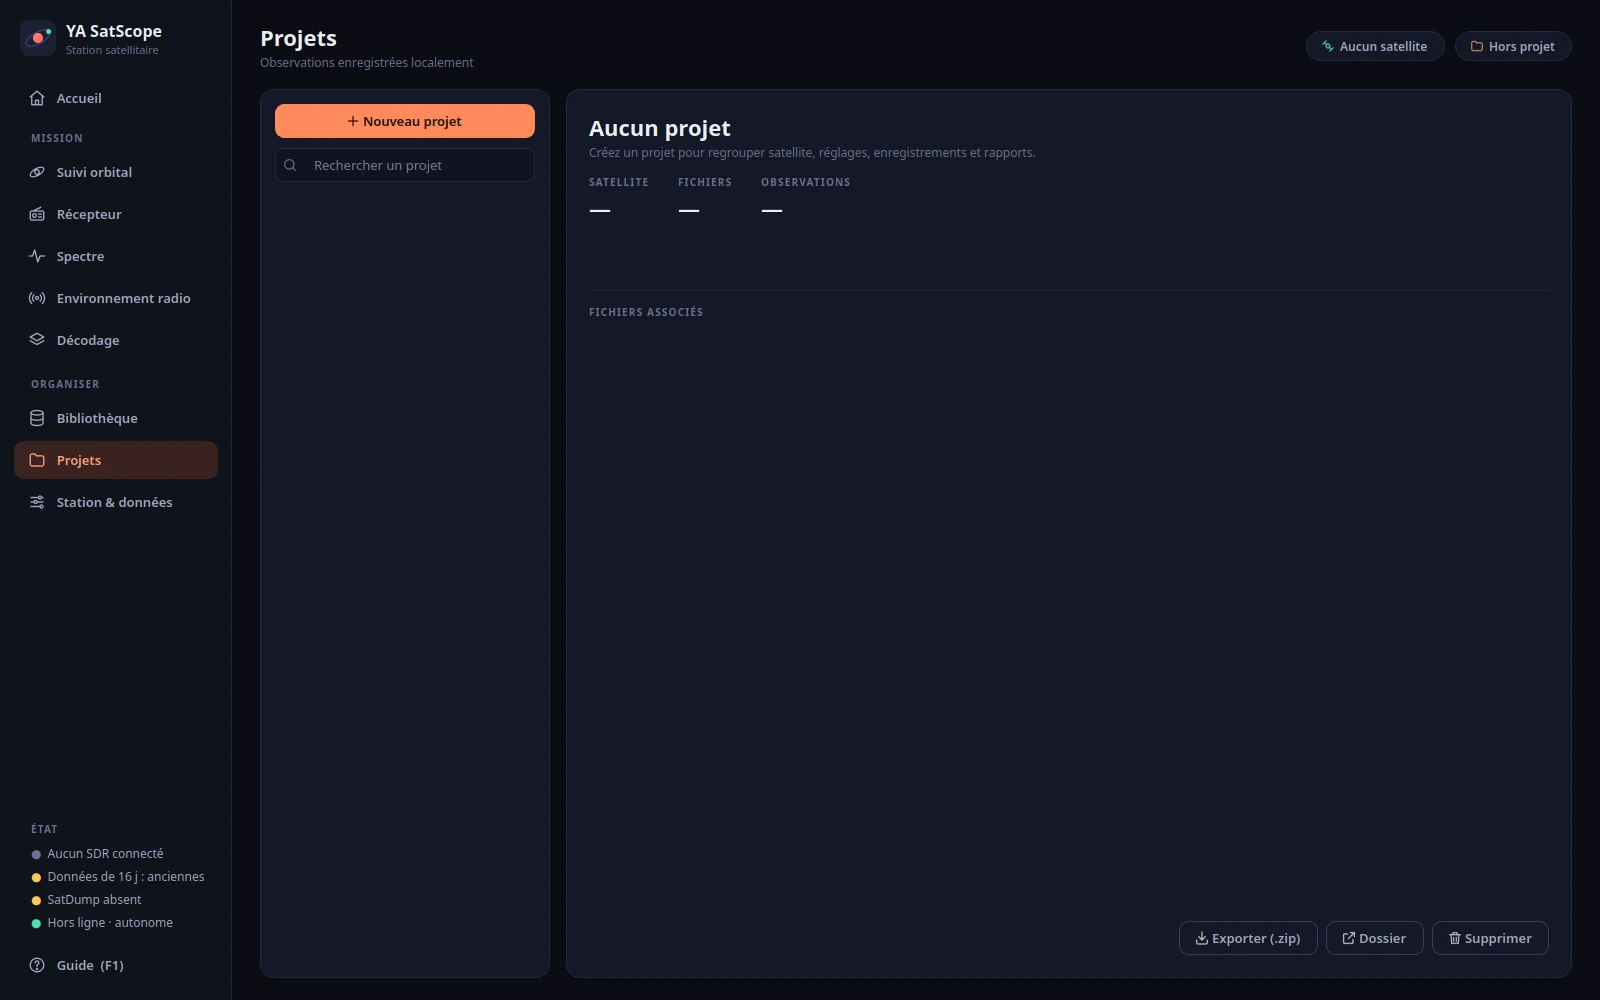 YA SatScope
Station satellitaire
Accueil
MISSION
Suivi orbital
Récepteur
Spectre
Environnement radio
Décodage
ORGANISER
Bibliothèque
Projets
Station & données
ÉTAT
Aucun SDR connecté
Données de 16 j : anciennes
SatDump absent
Hors ligne · autonome
Guide (F1)
Projets
Observations enregistrées localement
Aucun satellite
Hors projet
+ Nouveau projet
Rechercher un projet
Aucun projet
Créez un projet pour regrouper satellite, réglages, enregistrements et rapports.
SATELLITE FICHIERS OBSERVATIONS
— — —
FICHIERS ASSOCIÉS
Exporter (.zip) Dossier Supprimer